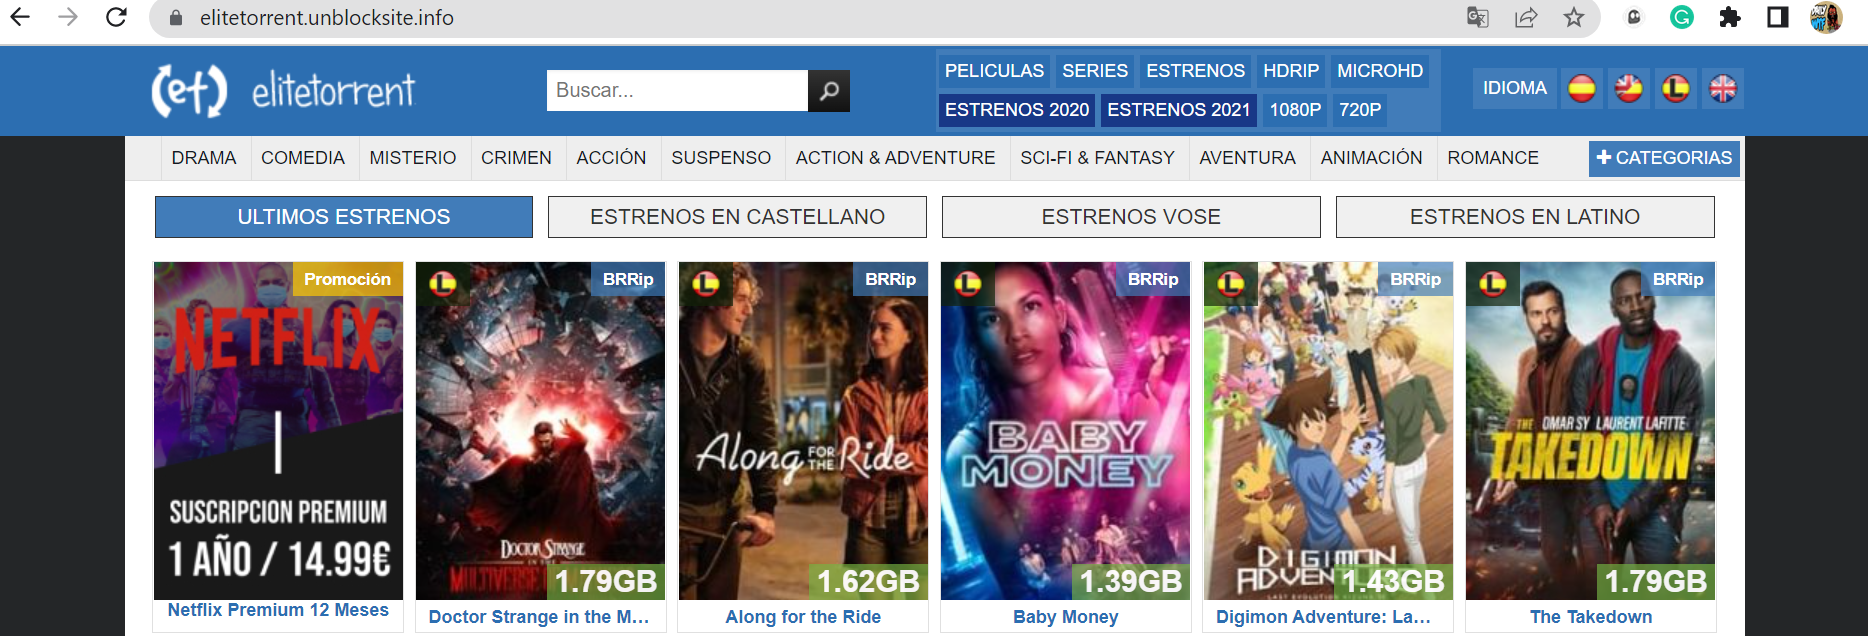 elitetorrent.unblocksite.info
(et) elitetorrent
Buscar...
PELICULAS SERIES ESTRENOS HDRIP MICROHD
ESTRENOS 2020 ESTRENOS 2021 1080P 720P
IDIOMA
DRAMA COMEDIA MISTERIO CRIMEN ACCIÓN SUSPENSO ACTION & ADVENTURE SCI-FI & FANTASY AVENTURA ANIMACIÓN ROMANCE + CATEGORIAS
ULTIMOS ESTRENOS
ESTRENOS EN CASTELLANO
ESTRENOS VOSE
ESTRENOS EN LATINO
Promoción
NETFLIX
SUSCRIPCION PREMIUM
1 AÑO / 14.99€
Netflix Premium 12 Meses
L
BRRip
DOCTOR STRANGE
IN THE
MULTIVERSE
1.79GB
Doctor Strange in the M...
L
BRRip
Along FOR THE Ride
1.62GB
Along for the Ride
L
BRRip
BABY
MONEY
1.39GB
Baby Money
L
BRRip
DIGIMON
ADVENTURE
1.43GB
Digimon Adventure: La...
L
BRRip
OMAR SY LAURENT LAFITTE
THE
TAKEDOWN
1.79GB
The Takedown